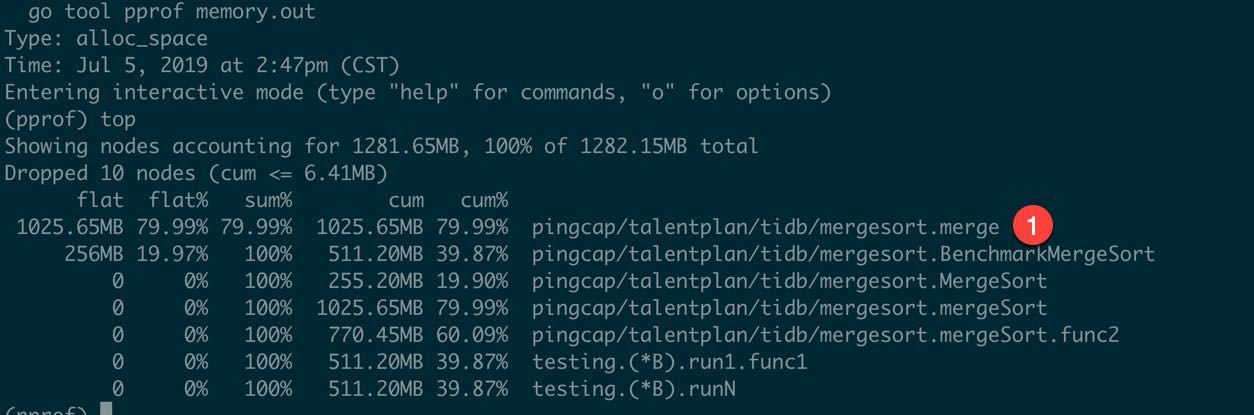 go tool pprof memory.out
Type: alloc_space
Time: Jul 5, 2019 at 2:47pm (CST)
Entering interactive mode (type "help" for commands, "o" for options)
(pprof) top
Showing nodes accounting for 1281.65MB, 100% of 1282.15MB total
Dropped 10 nodes (cum <= 6.41MB)
flat flat% sum% cum cum%
1025.65MB 79.99% 79.99% 1025.65MB 79.99% pingcap/talentplan/tidb/mergesort.merge 1
256MB 19.97% 100% 511.20MB 39.87% pingcap/talentplan/tidb/mergesort.BenchmarkMergeSort
0 0% 100% 255.20MB 19.90% pingcap/talentplan/tidb/mergesort.MergeSort
0 0% 100% 1025.65MB 79.99% pingcap/talentplan/tidb/mergesort.mergeSort
0 0% 100% 770.45MB 60.09% pingcap/talentplan/tidb/mergesort.mergeSort.func2
0 0% 100% 511.20MB 39.87% testing.(*B).run1.func1
0 0% 100% 511.20MB 39.87% testing.(*B).runN
(pprof)